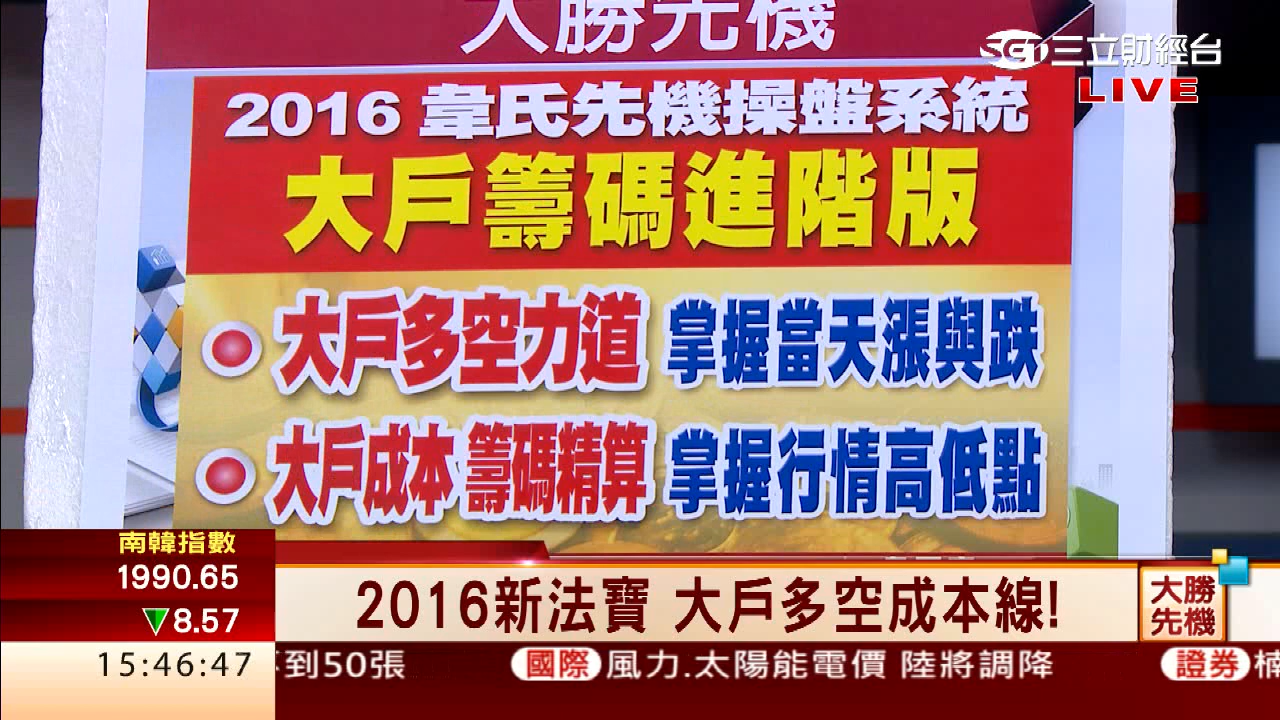 大勝先機
SET 三立財經台
LIVE
2016 韋氏先機操盤系統
大戶籌碼進階版
大戶多空力道 掌握當天漲與跌
大戶成本 籌碼精算 掌握行情高低點
南韓指數
1990.65
▼8.57
2016新法寶 大戶多空成本線!
大勝
先機
15:46:47
到50張 國際 風力.太陽能電價 陸將調降 證券